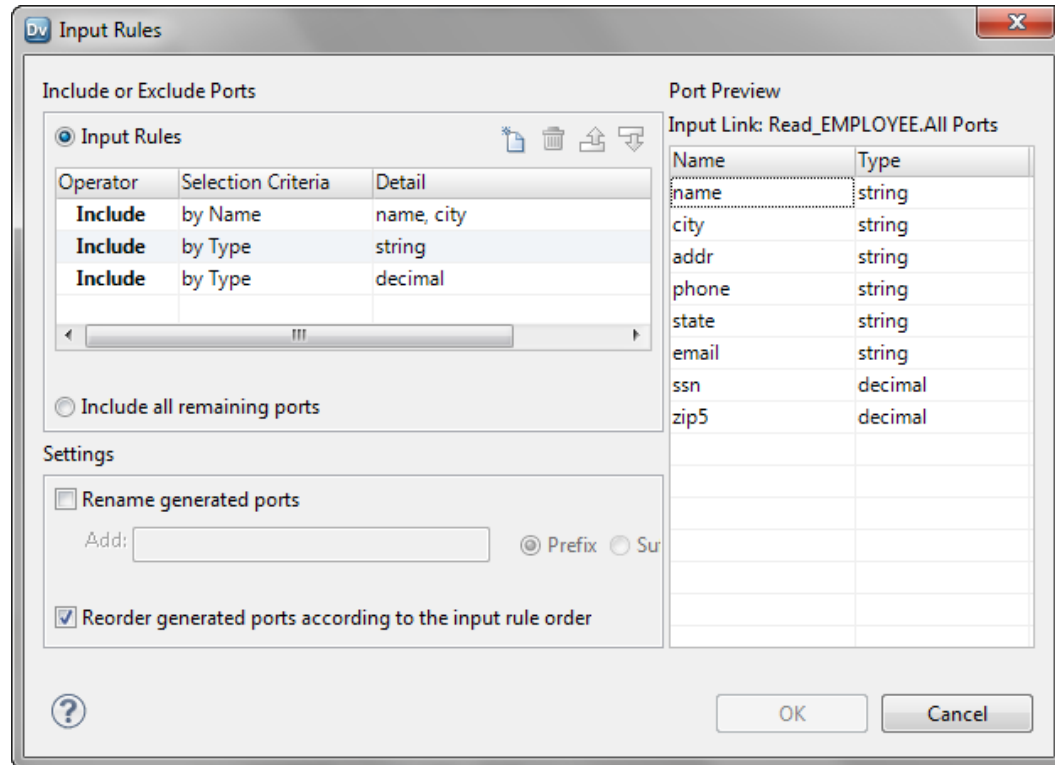 Dv Input Rules
Include or Exclude Ports
Input Rules
Operator Selection Criteria Detail
Include by Name name, city
Include by Type string
Include by Type decimal
Include all remaining ports
Settings
Rename generated ports
Add: Prefix Suf
Reorder generated ports according to the input rule order
Port Preview
Input Link: Read_EMPLOYEE.All Ports
Name Type
name string
city string
addr string
phone string
state string
email string
ssn decimal
zip5 decimal
? OK Cancel